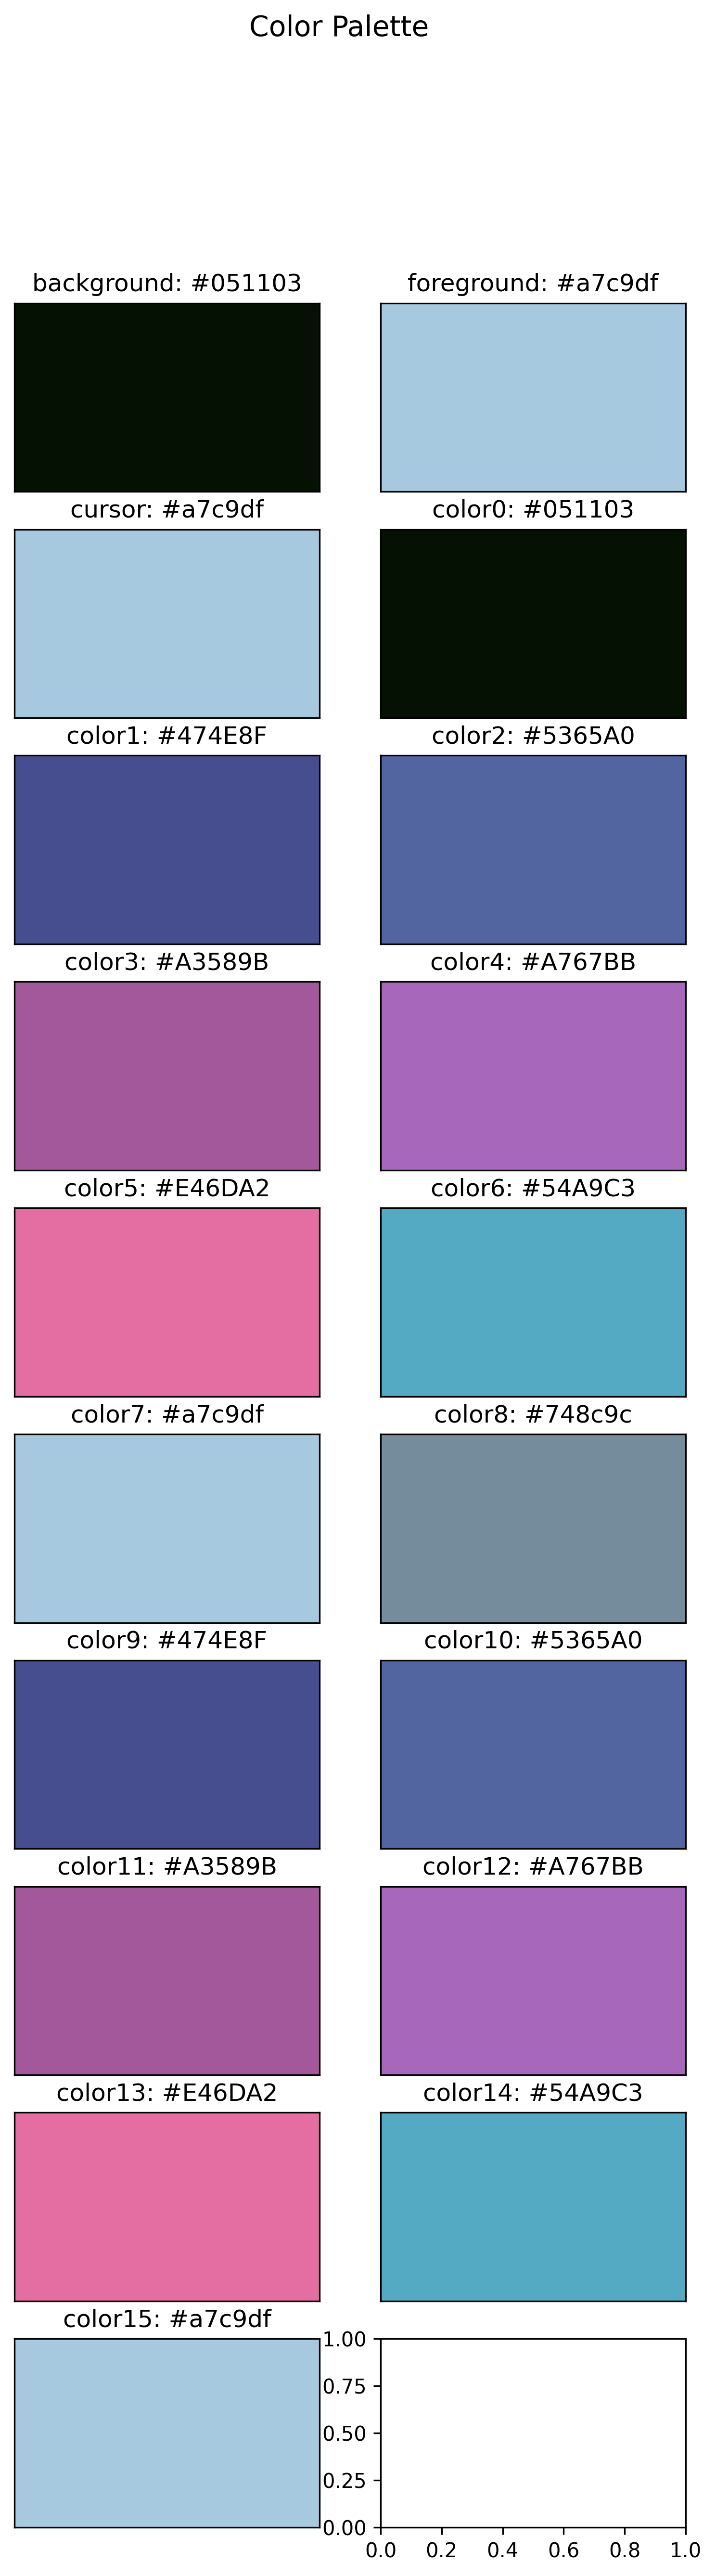 Color Palette
background: #051103
foreground: #a7c9df
cursor: #a7c9df
color0: #051103
color1: #474E8F
color2: #5365A0
color3: #A3589B
color4: #A767BB
color5: #E46DA2
color6: #54A9C3
color7: #a7c9df
color8: #748c9c
color9: #474E8F
color10: #5365A0
color11: #A3589B
color12: #A767BB
color13: #E46DA2
color14: #54A9C3
color15: #a7c9df
1.00
0.75
0.50
0.25
0.00
0.0 0.2 0.4 0.6 0.8 1.0